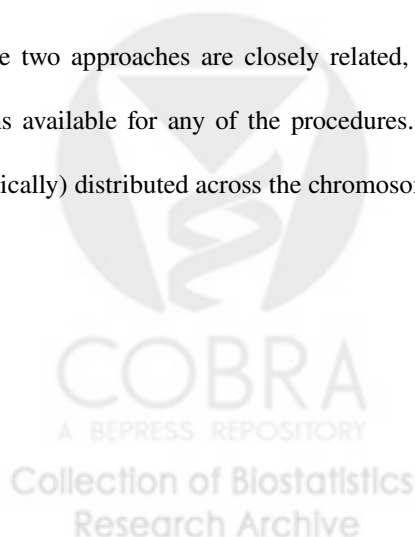 e two approaches are closely related,
ns available for any of the procedures.
ically) distributed across the chromoso
COBRA
A BEPRESS REPOSITORY
Collection of Biostatistics
Research Archive